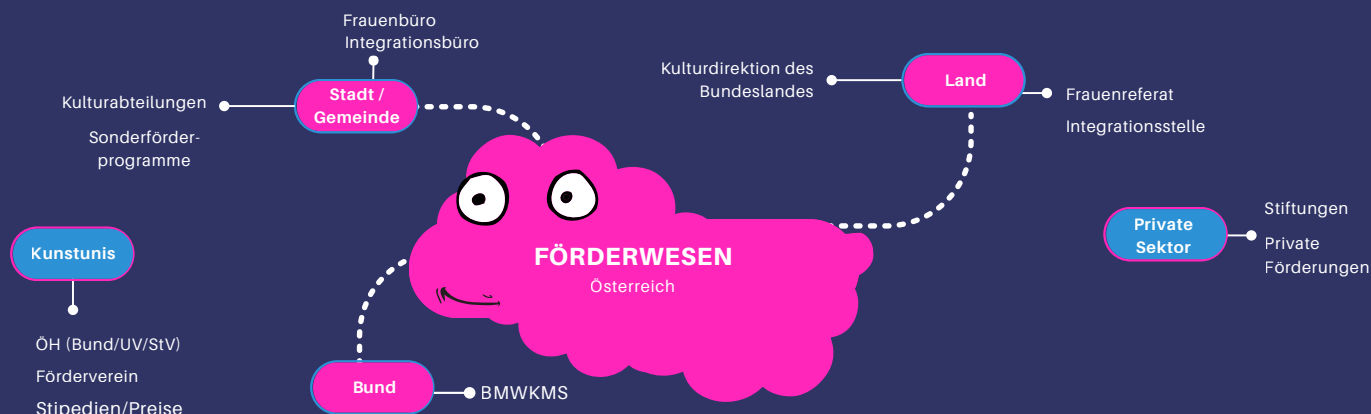 Frauenbüro
Integrationsbüro
Stadt /
Gemeinde
Kulturabteilungen
Sonderförder-
programme
Kulturdirektion des
Bundeslandes
Land
Frauenreferat
Integrationsstelle
Kunstunis
ÖH (Bund/UV/StV)
Förderverein
Stipedien/Preise
FÖRDERWESEN
Österreich
Private
Sektor
Stiftungen
Private
Förderungen
Bund
BMWKMS